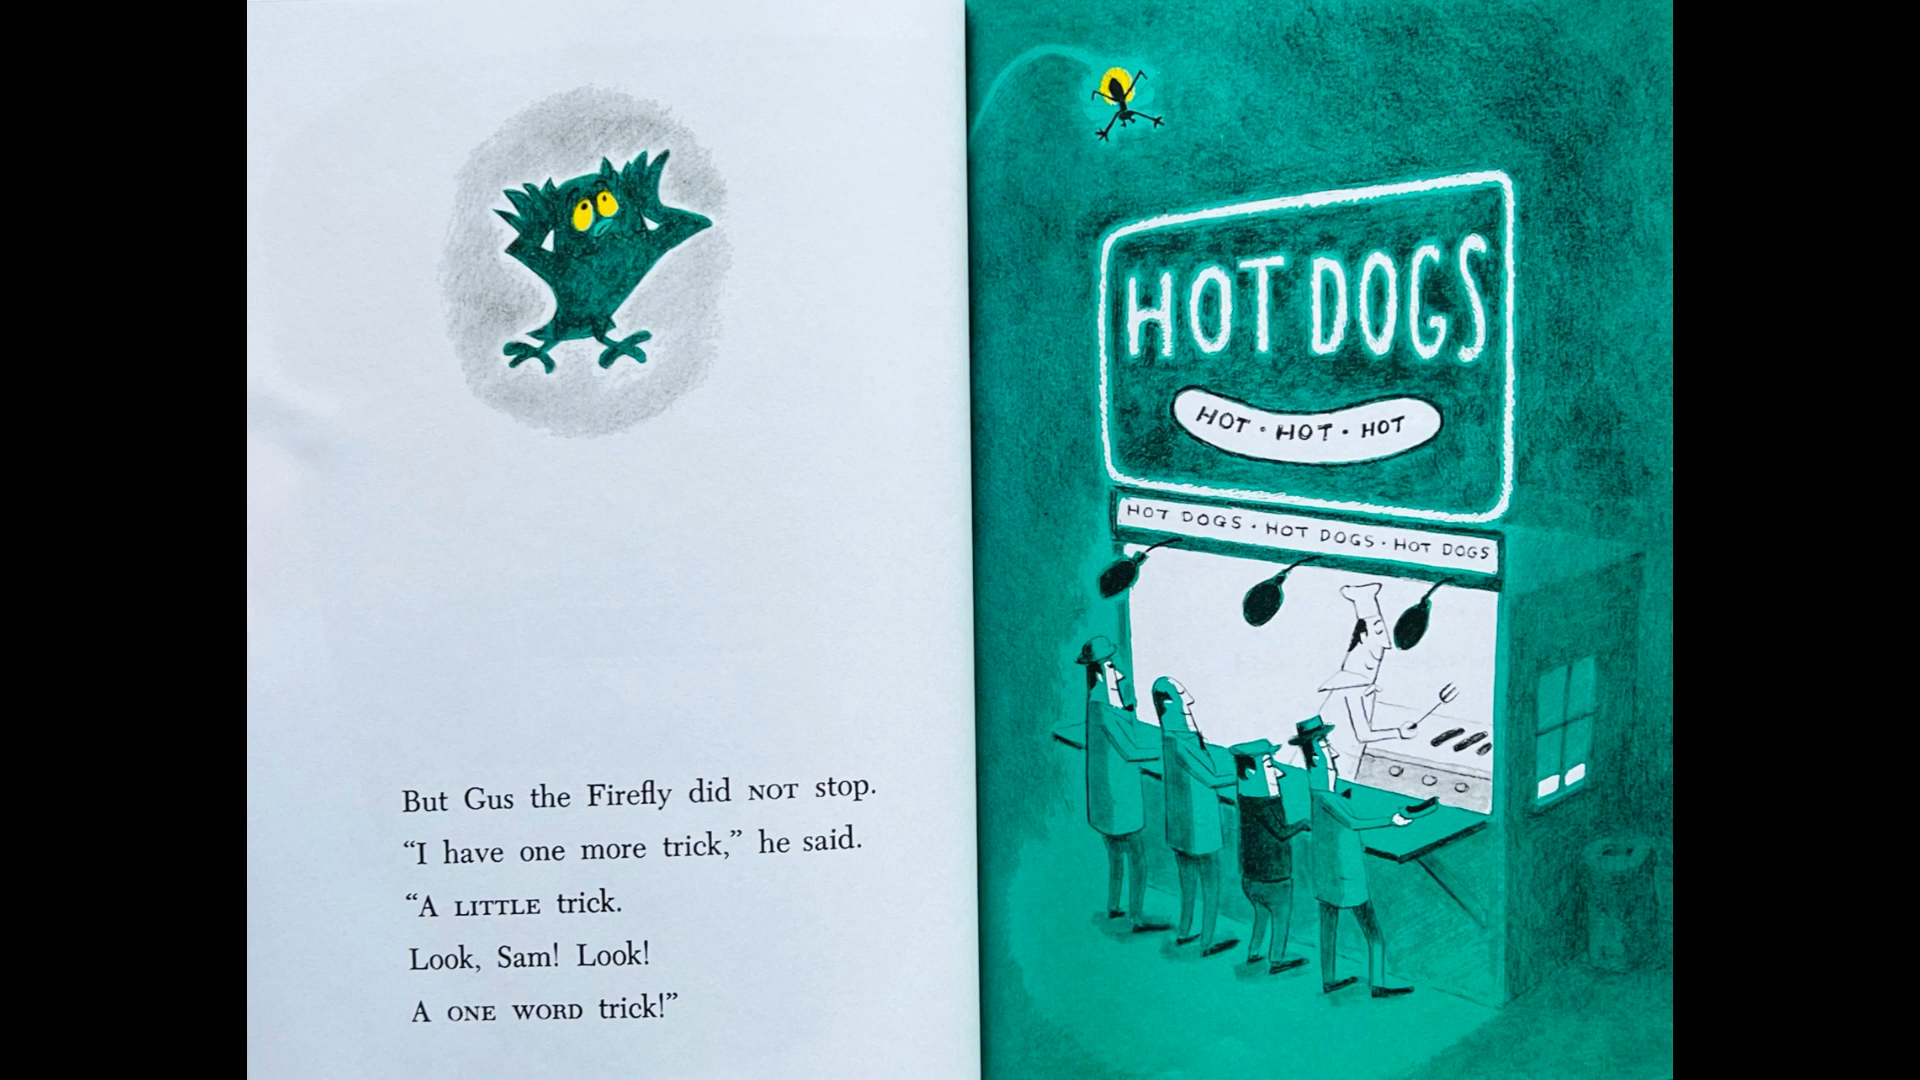 But Gus the Firefly did NOT stop.
“I have one more trick,” he said.
“A LITTLE trick.
Look, Sam! Look!
A ONE WORD trick!”
HOT DOGS
HOT · HOT · HOT
HOT DOGS · HOT DOGS · HOT DOGS